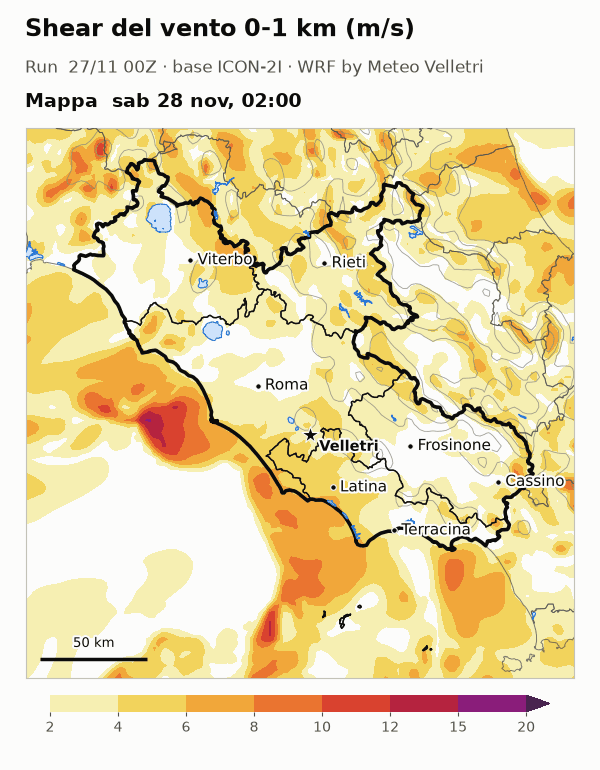 Shear del vento 0-1 km (m/s)
Run 27/11 00Z · base ICON-2I · WRF by Meteo Velletri
Mappa sab 28 nov, 02:00
Viterbo
Rieti
Roma
Velletri
Frosinone
Cassino
Latina
Terracina
50 km
2 4 6 8 10 12 15 20